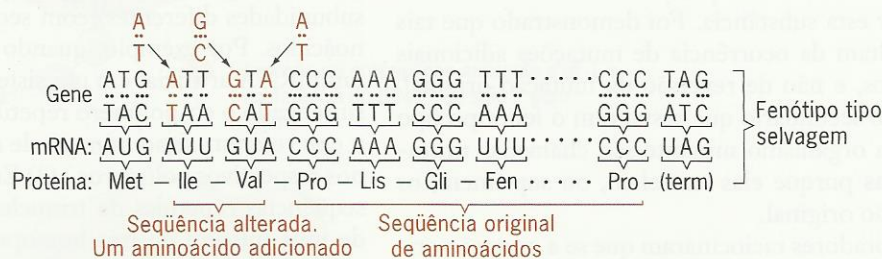 A G A
T C T
Gene ATG ATT GTA CCC AAA GGG TTT CCC TAG
TAC TAA CAT GGG TTT CCC AAA GGG ATC
Fenótipo tipo
selvagem
mRNA: AUG AUU GUA CCC AAA GGG UUU CCC UAG
Proteína: Met – Ile – Val – Pro – Lis – Gli – Fen Pro (term)
Seqüência alterada. Seqüência original
Um aminoácido adicionado de aminoácidos